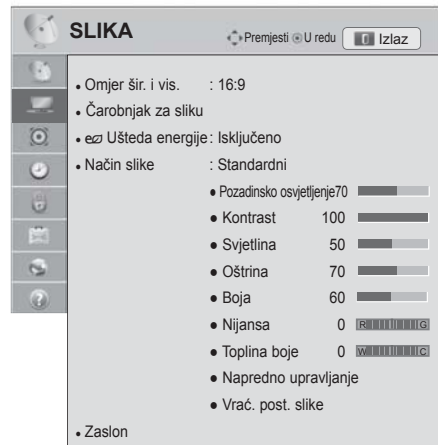 SLIKA Premjesti U redu Izlaz
• Omjer šir. i vis. : 16:9
• Čarobnjak za sliku
• Ušteda energije : Isključeno
• Način slike : Standardni
• Pozadinsko osvjetljenje70
• Kontrast 100
• Svjetlina 50
• Oštrina 70
• Boja 60
• Nijansa 0 R G
• Toplina boje 0 W C
• Napredno upravljanje
• Vrać. post. slike
• Zaslon